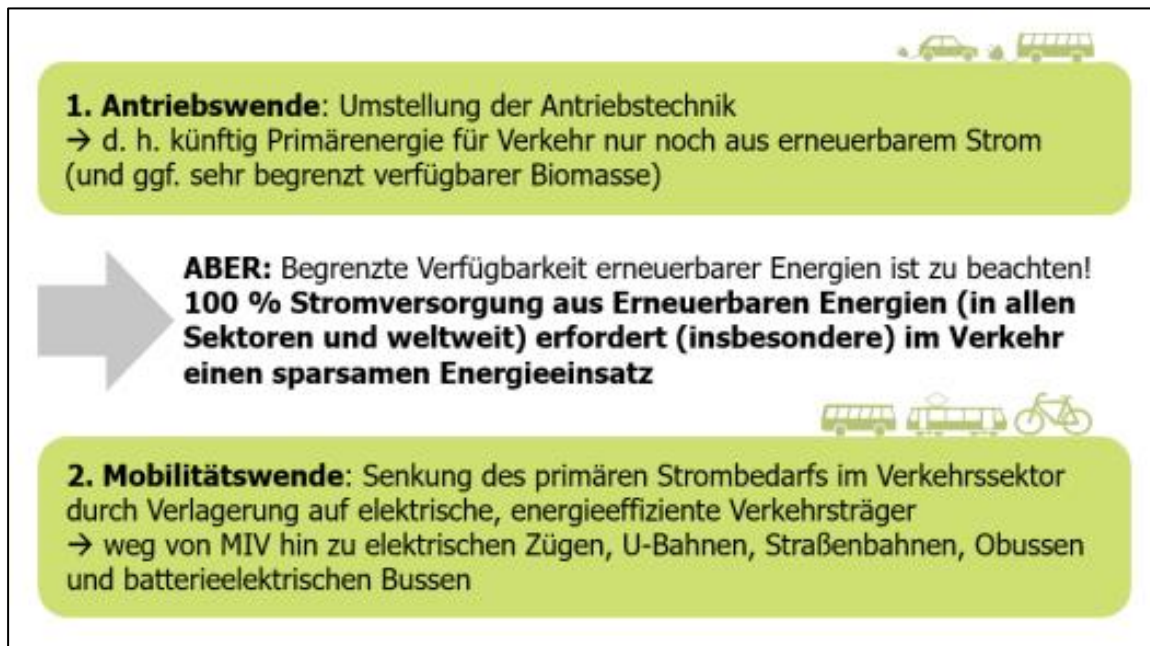 1. Antriebswende: Umstellung der Antriebstechnik
→ d. h. künftig Primärenergie für Verkehr nur noch aus erneuerbarem Strom
(und ggf. sehr begrenzt verfügbarer Biomasse)
ABER: Begrenzte Verfügbarkeit erneuerbarer Energien ist zu beachten!
100 % Stromversorgung aus Erneuerbaren Energien (in allen
Sektoren und weltweit) erfordert (insbesondere) im Verkehr
einen sparsamen Energieeinsatz
2. Mobilitätswende: Senkung des primären Strombedarfs im Verkehrssektor
durch Verlagerung auf elektrische, energieeffiziente Verkehrsträger
→ weg von MIV hin zu elektrischen Zügen, U-Bahnen, Straßenbahnen, Obussen
und batterieelektrischen Bussen